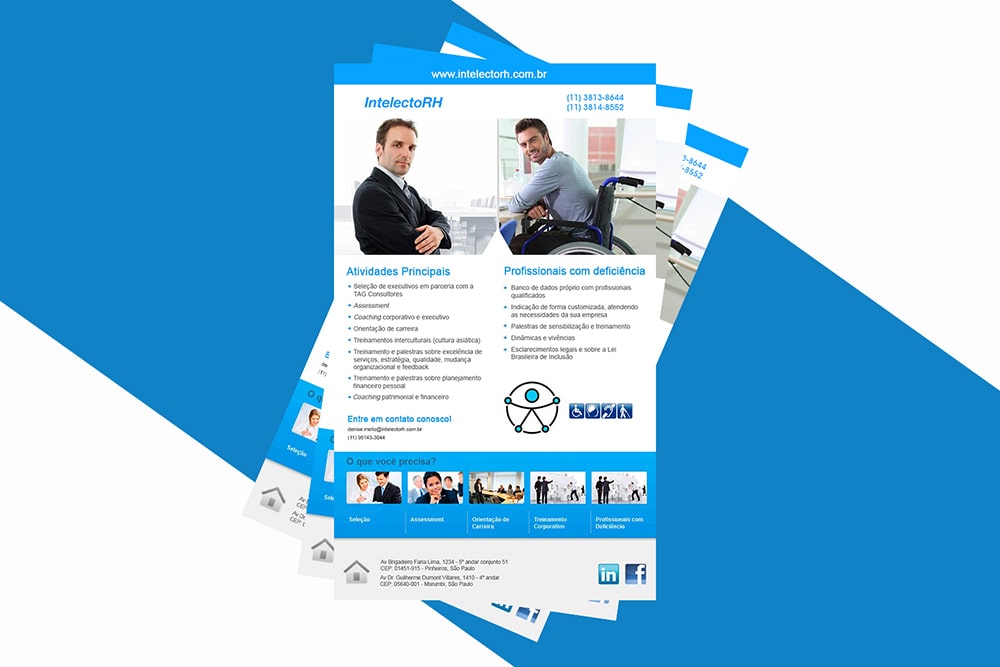 www.intelectorh.com.br
IntelectoRH
(11) 3813-8644
(11) 3814-8552
3-8644
-8552
Atividades Principais
Seleção de executivos em parceria com a
TAG Consultores
Assessment
Coaching corporativo e executivo
Orientação de carreira
Treinamentos interculturais (cultura asiática)
Treinamento e palestras sobre excelência de
serviços, estratégia, qualidade, mudança
organizacional e feedback
Treinamento e palestras sobre planejamento
financeiro pessoal
Coaching patrimonial e financeiro
Entre em contato conosco!
denise.mello@intelectorh.com.br
(11) 98143-3044
Profissionais com deficiência
Banco de dados próprio com profissionais
qualificados
Indicação de forma customizada, atendendo
as necessidades da sua empresa
Palestras de sensibilização e treinamento
Dinâmicas e vivências
Esclarecimentos legais e sobre a Lei
Brasileira de Inclusão
O que você precisa?
Seleção
Assessment
Orientação de
Carreira
Treinamento
Corporativo
Profissionais com
Deficiência
Av Brigadeiro Faria Lima, 1234 - 5º andar conjunto 51
CEP: 01451-915 - Pinheiros, São Paulo
Av Dr. Guilherme Dumont Villares, 1410 - 4º andar
CEP: 05640-001 - Morumbi, São Paulo
in
f
Seleção